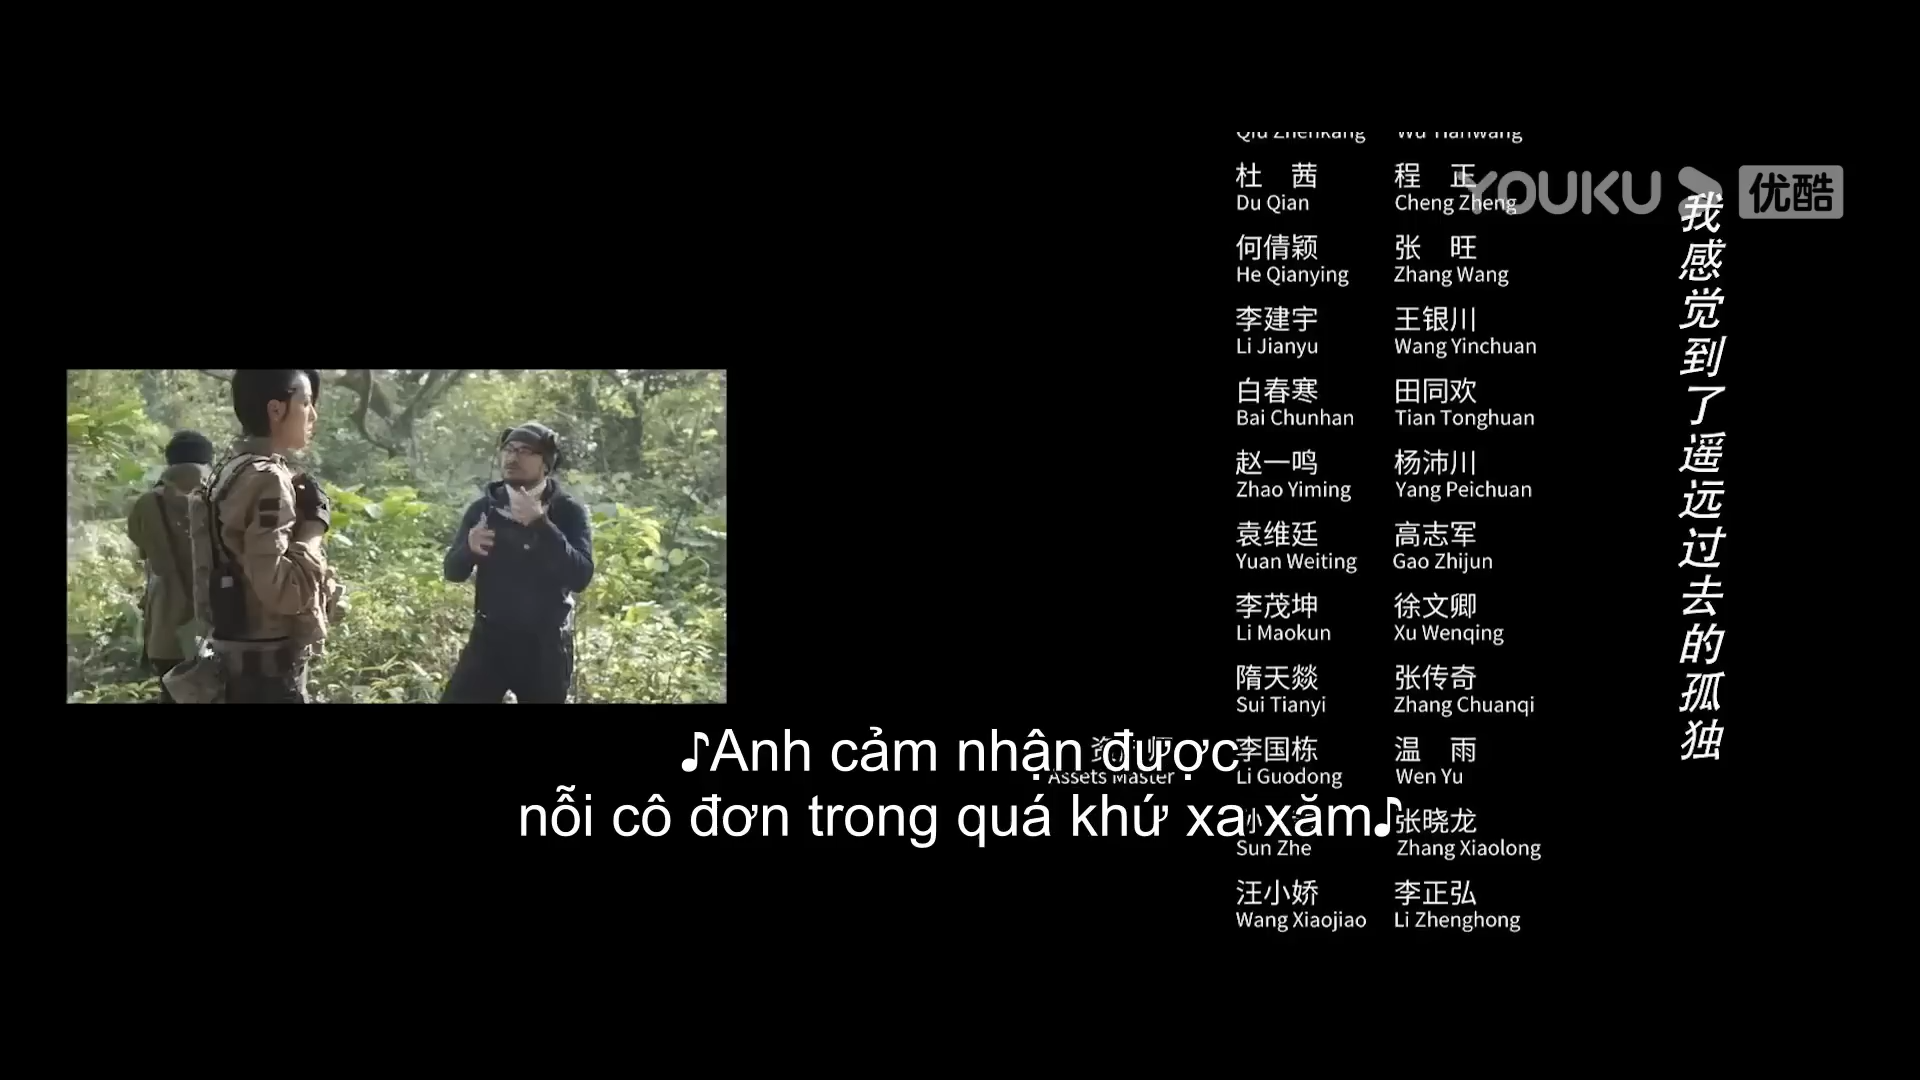 Qiu Zhenkang Wu Tianwang
杜 茜 程 正
Du Qian Cheng Zheng
YOUKU 优酷
何倩颖 张 旺
He Qianying Zhang Wang
李建宇 王银川
Li Jianyu Wang Yinchuan
白春寒 田同欢
Bai Chunhan Tian Tonghuan
赵一鸣 杨沛川
Zhao Yiming Yang Peichuan
袁维廷 高志军
Yuan Weiting Gao Zhijun
李茂坤 徐文卿
Li Maokun Xu Wenqing
隋天燚 张传奇
Sui Tianyi Zhang Chuanqi
李国栋 温 雨
Assets Master Li Guodong Wen Yu
张晓龙
Sun Zhe Zhang Xiaolong
汪小娇 李正弘
Wang Xiaojiao Li Zhenghong
我感觉到了遥远过去的孤独
♪Anh cảm nhận được
nỗi cô đơn trong quá khứ xa xăm♪